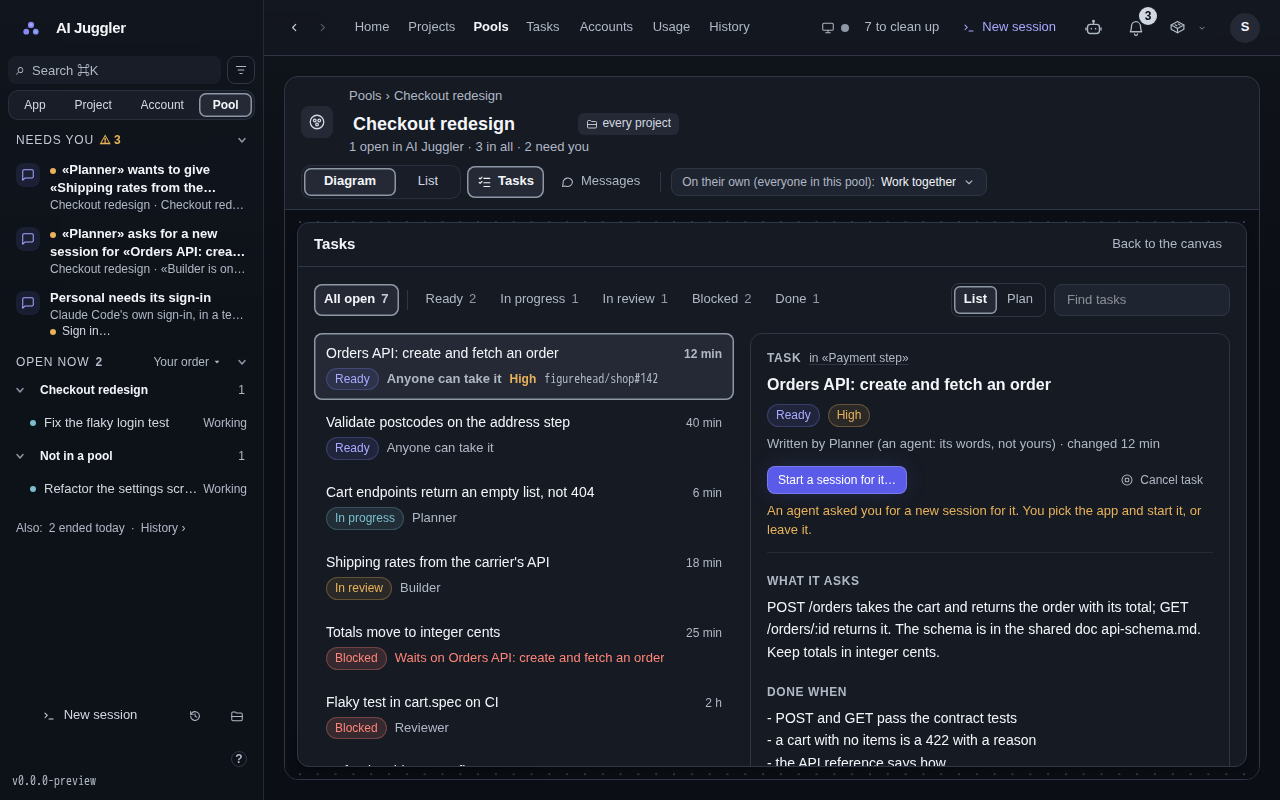 AI Juggler
Search ⌘K
App Project Account Pool
NEEDS YOU 3
«Planner» wants to give
«Shipping rates from the…
Checkout redesign · Checkout red…
«Planner» asks for a new
session for «Orders API: crea…
Checkout redesign · «Builder is on…
Personal needs its sign-in
Claude Code's own sign-in, in a te…
Sign in…
OPEN NOW 2 Your order
Checkout redesign 1
Fix the flaky login test Working
Not in a pool 1
Refactor the settings scr… Working
Also: 2 ended today · History ›
New session
?
v0.0.0-preview
Home Projects Pools Tasks Accounts Usage History
7 to clean up
New session
3
S
Pools › Checkout redesign
Checkout redesign every project
1 open in AI Juggler · 3 in all · 2 need you
Diagram List Tasks Messages
On their own (everyone in this pool): Work together
Tasks Back to the canvas
All open 7 Ready 2 In progress 1 In review 1 Blocked 2 Done 1
List Plan Find tasks
Orders API: create and fetch an order 12 min
Ready Anyone can take it High figurehead/shop#142
Validate postcodes on the address step 40 min
Ready Anyone can take it
Cart endpoints return an empty list, not 404 6 min
In progress Planner
Shipping rates from the carrier's API 18 min
In review Builder
Totals move to integer cents 25 min
Blocked Waits on Orders API: create and fetch an order
Flaky test in cart.spec on CI 2 h
Blocked Reviewer
TASK in «Payment step»
Orders API: create and fetch an order
Ready High
Written by Planner (an agent: its words, not yours) · changed 12 min
Start a session for it… Cancel task
An agent asked you for a new session for it. You pick the app and start it, or
leave it.
WHAT IT ASKS
POST /orders takes the cart and returns the order with its total; GET
/orders/:id returns it. The schema is in the shared doc api-schema.md.
Keep totals in integer cents.
DONE WHEN
- POST and GET pass the contract tests
- a cart with no items is a 422 with a reason
- the API reference says how